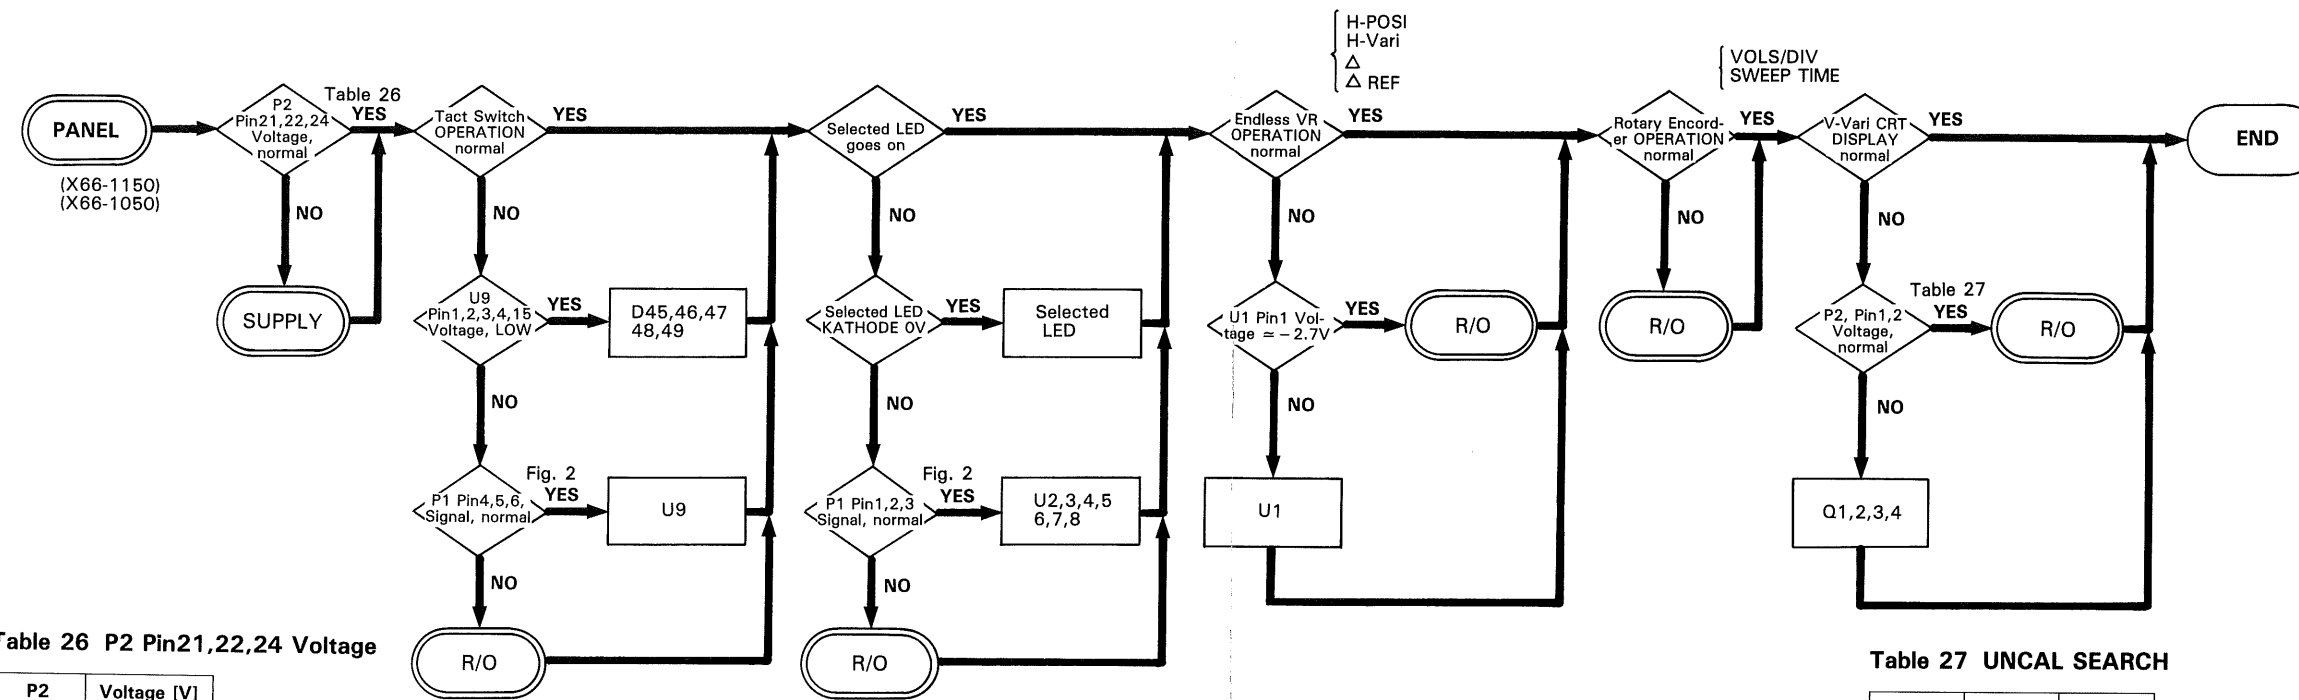 PANEL
(X66-1150)
(X66-1050)
P2
Pin21,22,24
Voltage,
normal
Table 26
YES
NO
SUPPLY
Tact Switch
OPERATION
normal
YES
NO
U9
Pin1,2,3,4,15
Voltage, LOW
YES
D45,46,47
48,49
NO
P1 Pin4,5,6,
Signal, normal
Fig. 2
YES
U9
NO
R/O
Selected LED
goes on
YES
NO
Selected LED
KATHODE 0V
YES
Selected
LED
NO
P1 Pin1,2,3
Signal, normal
Fig. 2
YES
U2,3,4,5
6,7,8
NO
R/O
H-POSI
H-Vari
△
△ REF
Endless VR
OPERATION
normal
YES
NO
U1 Pin1 Vol-
tage ≃ −2.7V
YES
R/O
NO
U1
VOLS/DIV
SWEEP TIME
Rotary Encord-
er OPERATION
normal
YES
NO
R/O
V-Vari CRT
DISPLAY
normal
YES
NO
P2, Pin1,2
Voltage,
normal
Table 27
YES
R/O
NO
Q1,2,3,4
END
Table 26 P2 Pin21,22,24 Voltage
P2
Voltage [V]
Table 27 UNCAL SEARCH